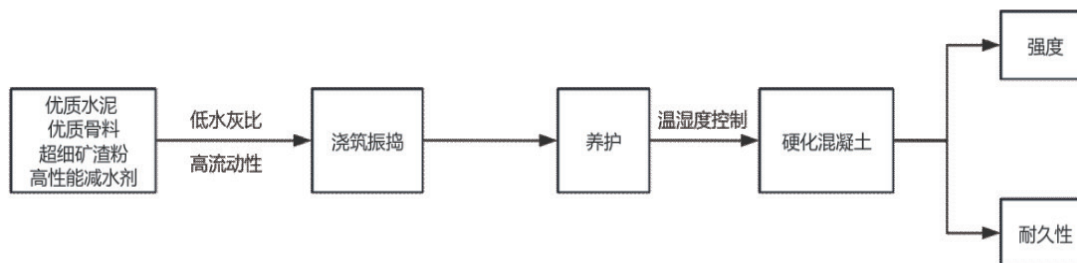 优质水泥
优质骨料
超细矿渣粉
高性能减水剂
低水灰比
高流动性
浇筑振捣
养护
温湿度控制
硬化混凝土
强度
耐久性